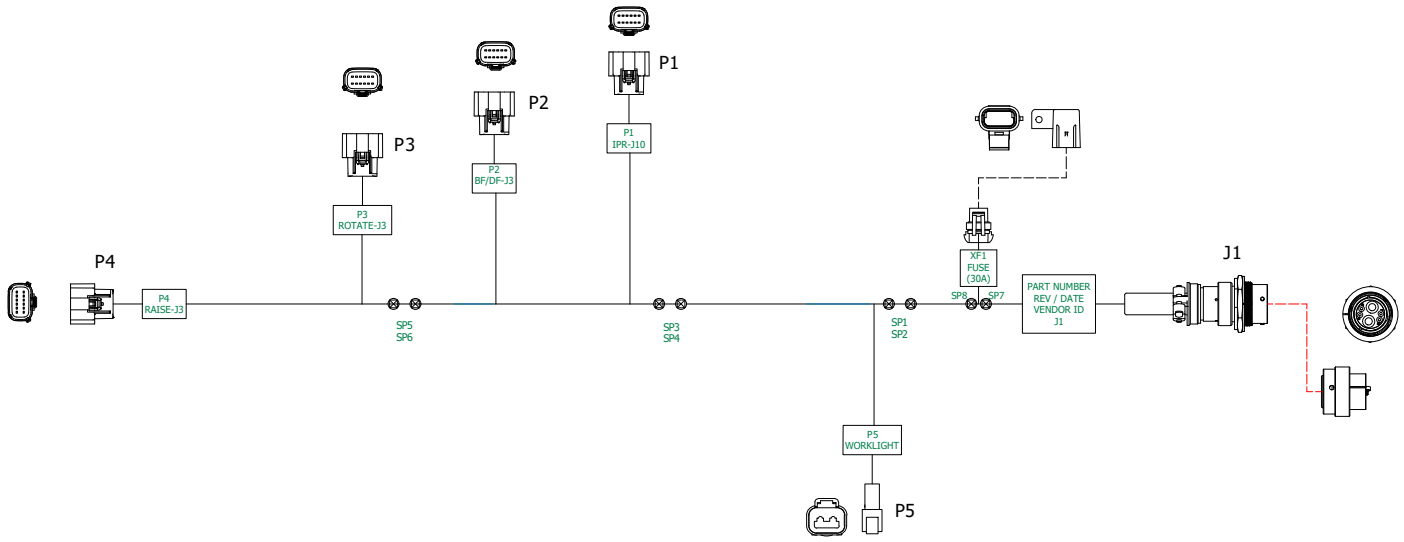 P1
P2
P3
P1
IPR-J10
P2
BF/DF-J3
P3
ROTATE-J3
P4
P4
RAISE-J3
XF1
FUSE
(30A)
J1
PART NUMBER
REV / DATE
VENDOR ID
J1
SP8
SP7
SP5
SP6
SP3
SP4
SP1
SP2
P5
WORKLIGHT
P5